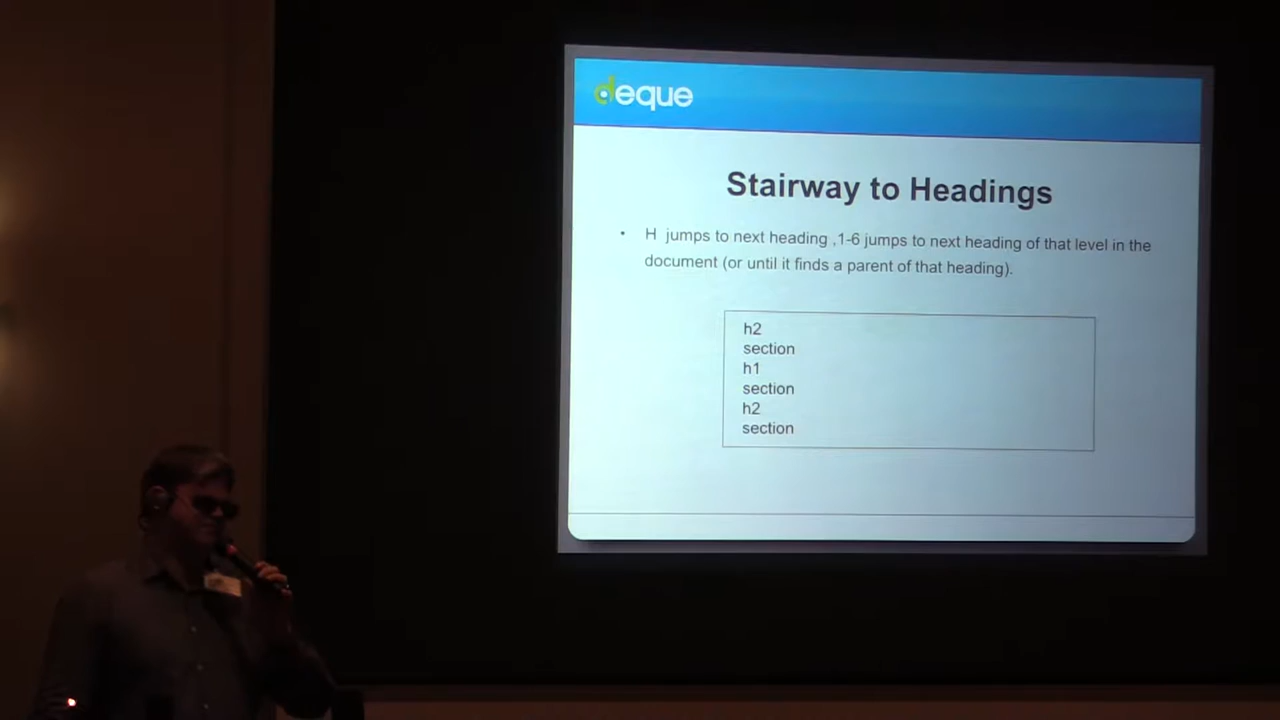 deque
Stairway to Headings
• H jumps to next heading ,1-6 jumps to next heading of that level in the
document (or until it finds a parent of that heading).
h2
section
h1
section
h2
section